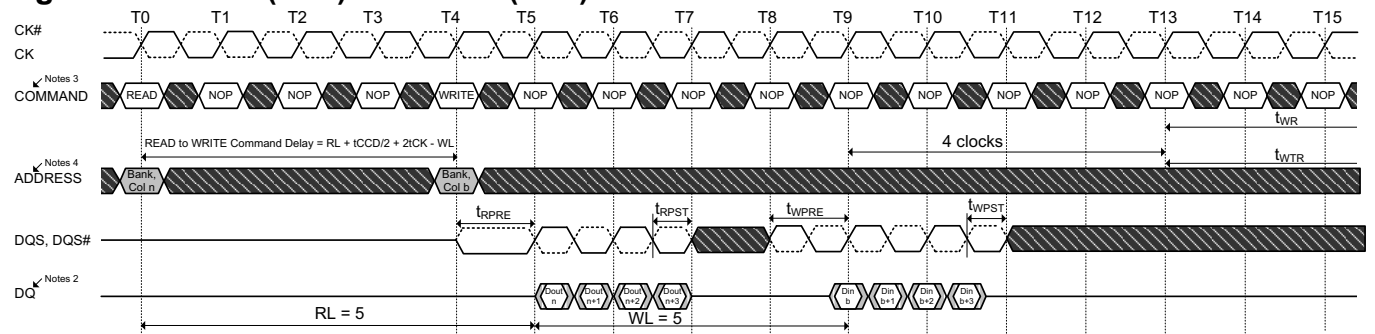 T0 T1 T2 T3 T4 T5 T6 T7 T8 T9 T10 T11 T12 T13 T14 T15
CK#
CK
Notes 3
COMMAND READ NOP NOP NOP WRITE NOP NOP NOP NOP NOP NOP NOP NOP NOP NOP NOP
tWR
READ to WRITE Command Delay = RL + tCCD/2 + 2tCK - WL
4 clocks
tWTR
Notes 4
ADDRESS
Bank, Col n
Bank, Col b
tRPRE tRPST tWPRE tWPST
DQS, DQS#
Notes 2
DQ
Dout n
Dout n+1
Dout n+2
Dout n+3
Din b
Din b+1
Din b+2
Din b+3
RL = 5
WL = 5